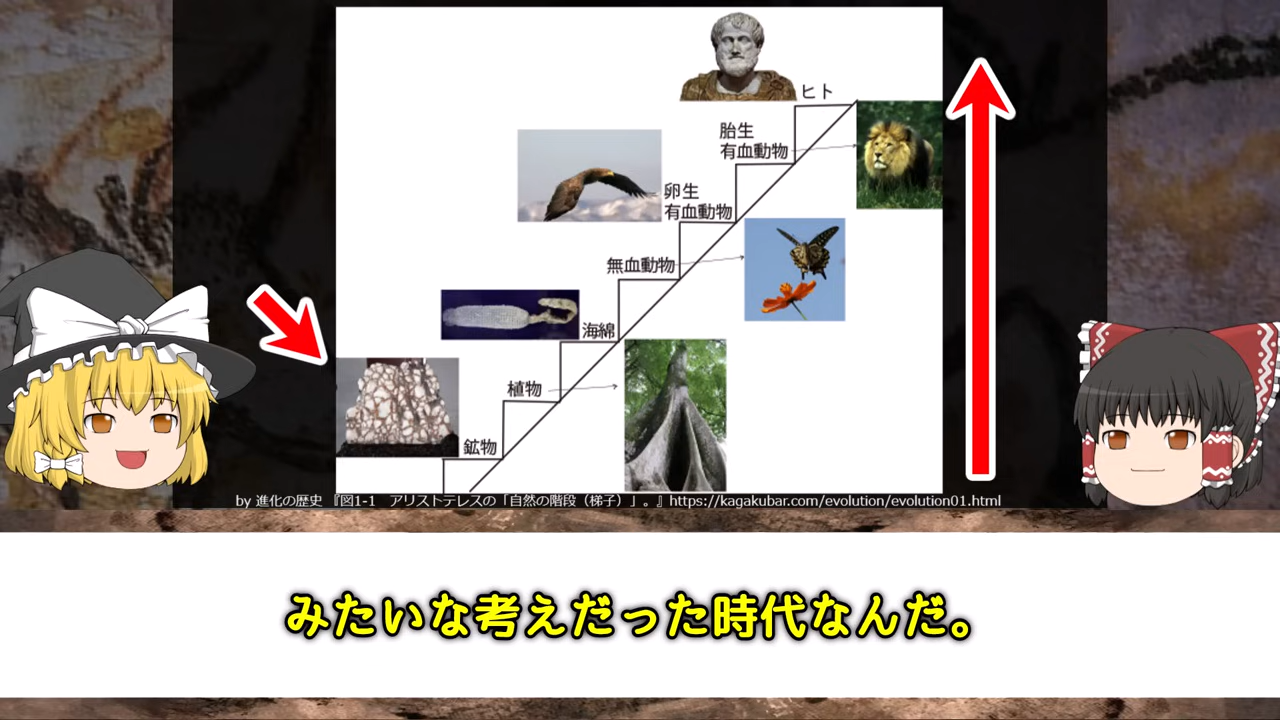 ヒト
胎生
有血動物
卵生
有血動物
無血動物
海綿
植物
鉱物
by 進化の歴史 『図1-1　アリストテレスの「自然の階段（梯子）」。』https://kagakubar.com/evolution/evolution01.html
みたいな考えだった時代なんだ。